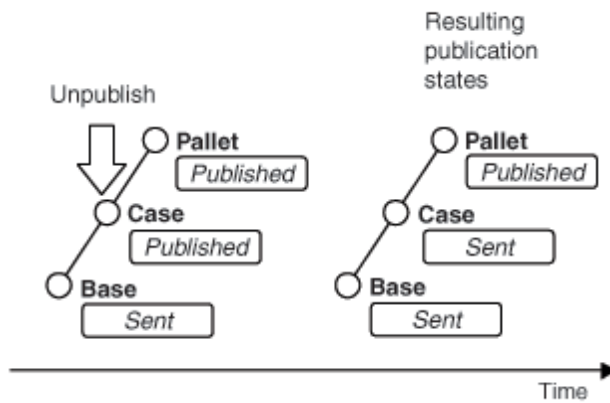 Resulting
publication
states
Unpublish
Pallet
Published
Case
Published
Base
Sent
Pallet
Published
Case
Sent
Base
Sent
Time